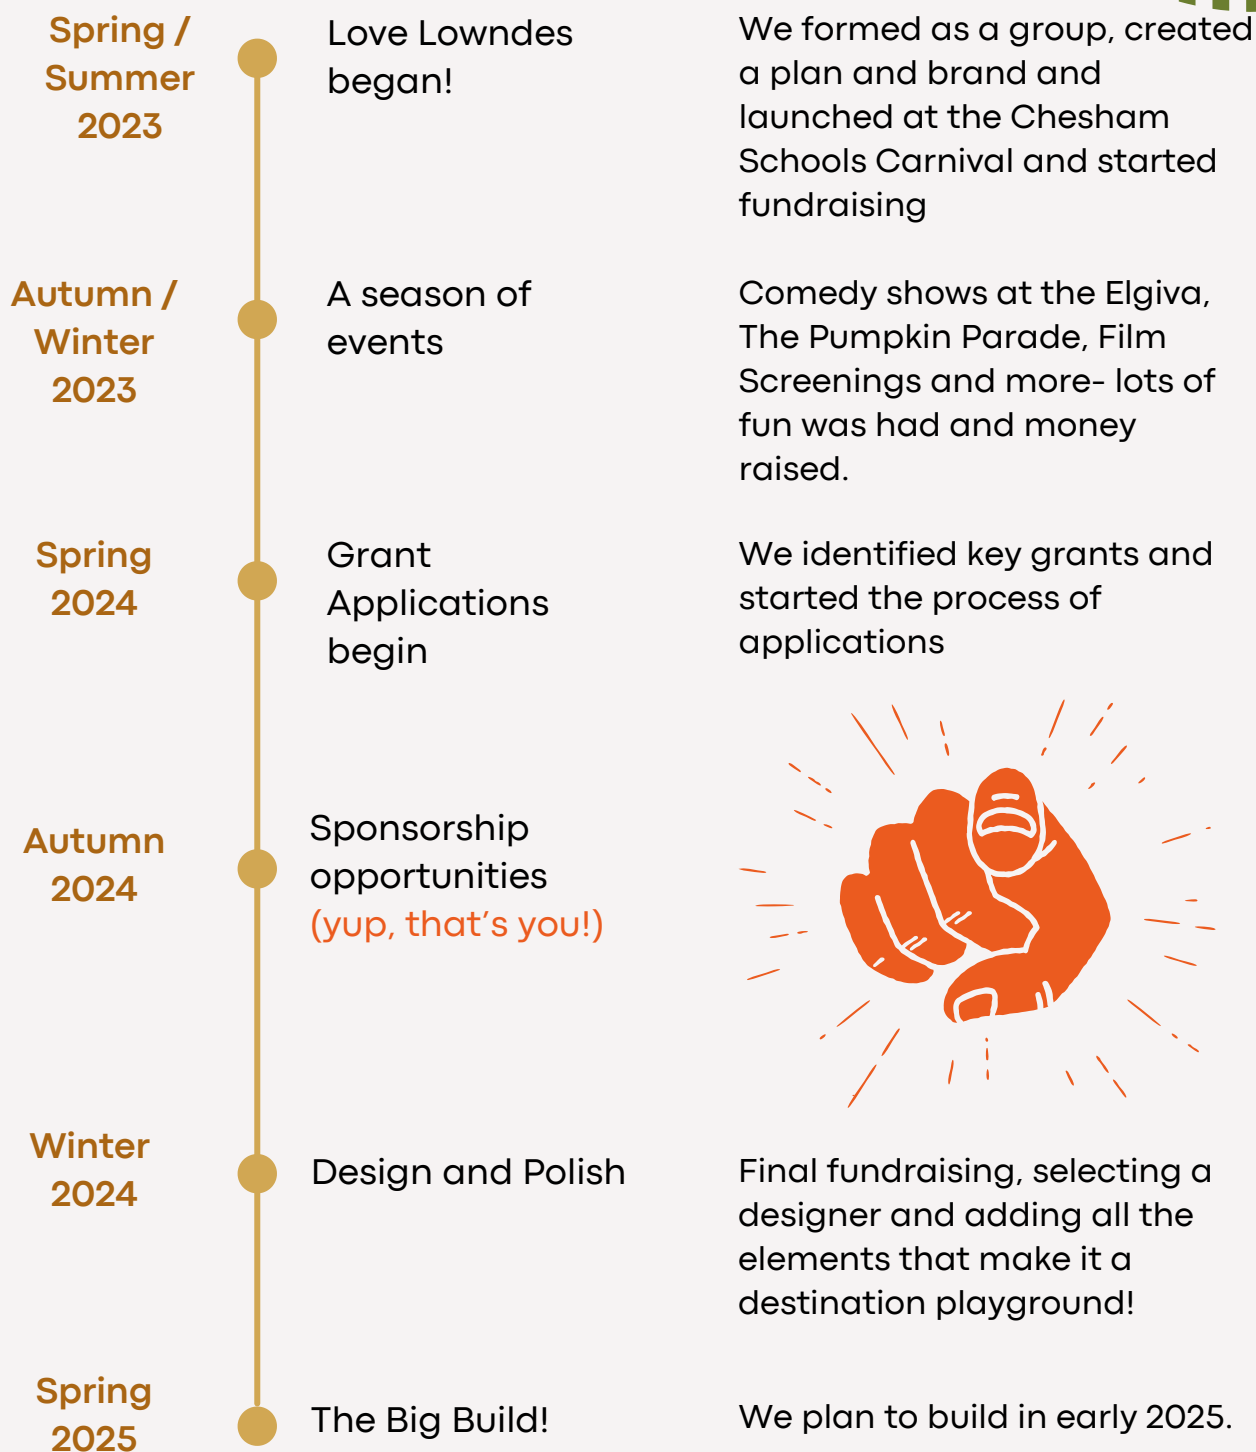 Spring /
Summer
2023
Love Lowndes
began!
We formed as a group, created
a plan and brand and
launched at the Chesham
Schools Carnival and started
fundraising
Autumn /
Winter
2023
A season of
events
Comedy shows at the Elgiva,
The Pumpkin Parade, Film
Screenings and more- lots of
fun was had and money
raised.
Spring
2024
Grant
Applications
begin
We identified key grants and
started the process of
applications
Autumn
2024
Sponsorship
opportunities
(yup, that's you!)
Winter
2024
Design and Polish
Final fundraising, selecting a
designer and adding all the
elements that make it a
destination playground!
Spring
2025
The Big Build!
We plan to build in early 2025.